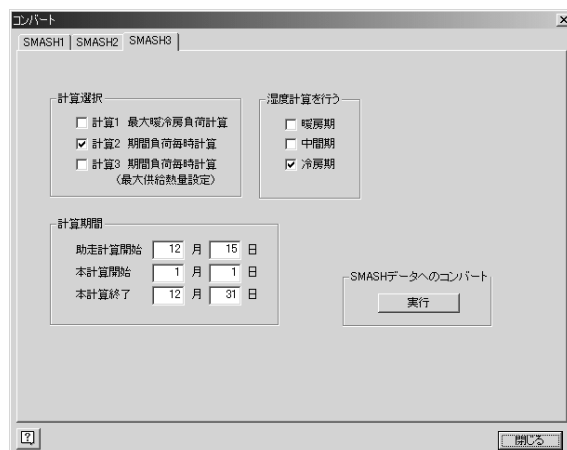 コンバート
SMASH1 SMASH2 SMASH3
計算選択
計算1 最大暖冷房負荷計算
計算2 期間負荷毎時計算
計算3 期間負荷毎時計算
（最大供給熱量設定）
湿度計算を行う
暖房期
中間期
冷房期
計算期間
助走計算開始 12 月 15 日
本計算開始 1 月 1 日
本計算終了 12 月 31 日
SMASHデータへのコンバート
実行
?
閉じる